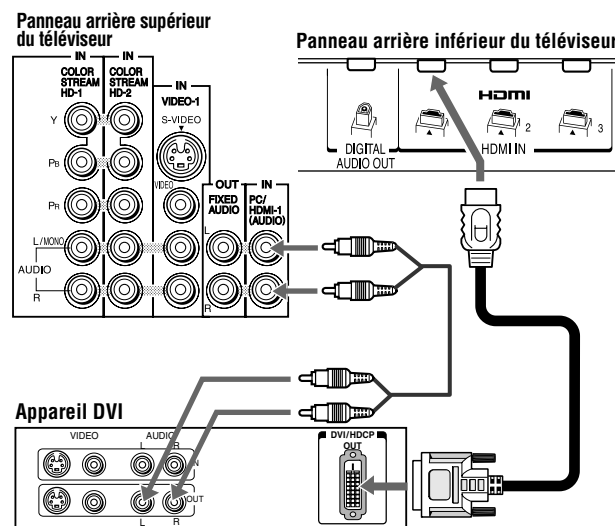 Panneau arrière supérieur
du téléviseur
Panneau arrière inférieur du téléviseur
IN
IN
COLOR
STREAM
HD-1
COLOR
STREAM
HD-2
IN
VIDEO-1
S-VIDEO
Y
PB
PR
VIDEO
OUT
IN
FIXED
AUDIO
PC/
HDMI-1
(AUDIO)
L/MONO
AUDIO
R
L
R
HDMI
2
3
DIGITAL
AUDIO OUT
HDMI IN
Appareil DVI
VIDEO
AUDIO
L
R
IN
OUT
L
R
DVI/HDCP
OUT